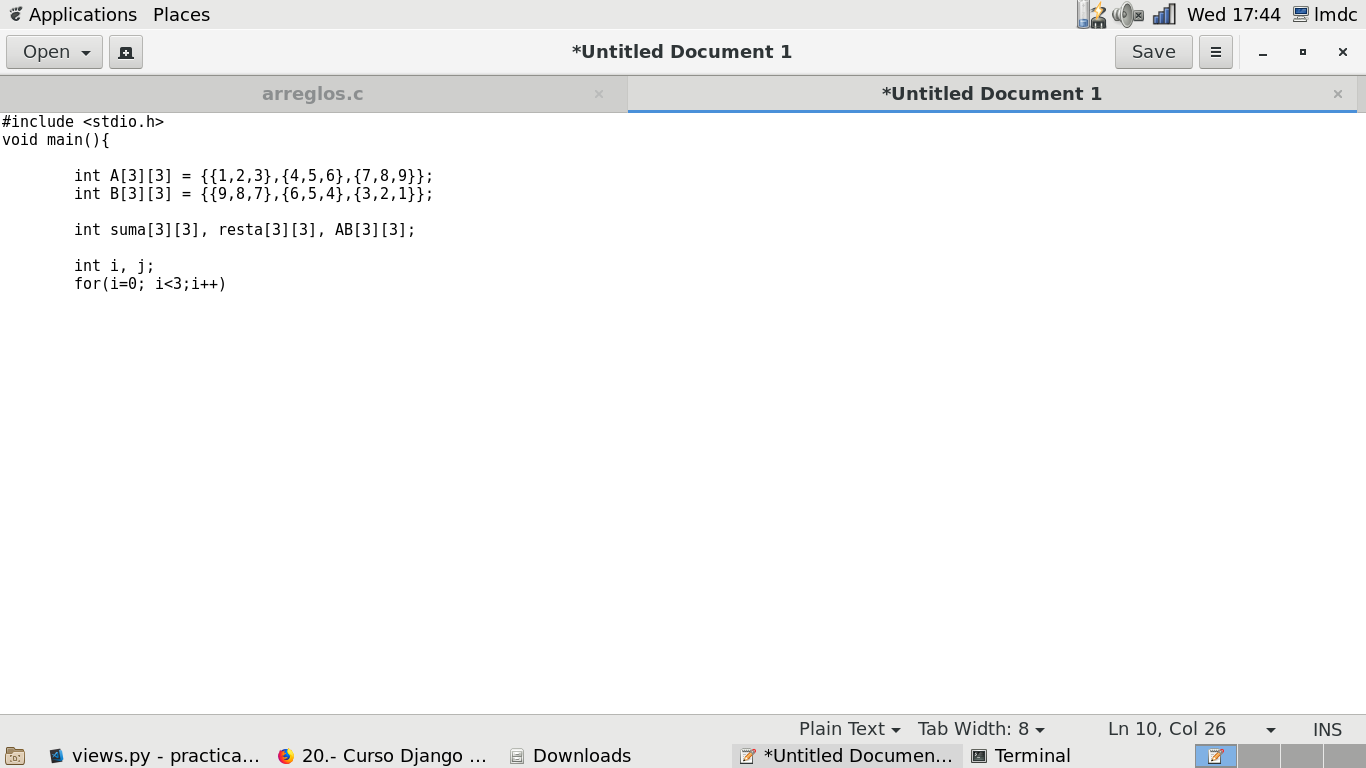 Applications Places Wed 17:44 lmdc
Open *Untitled Document 1 Save
arreglos.c *Untitled Document 1
#include <stdio.h>
void main(){
int A[3][3] = {{1,2,3},{4,5,6},{7,8,9}};
int B[3][3] = {{9,8,7},{6,5,4},{3,2,1}};
int suma[3][3], resta[3][3], AB[3][3];
int i, j;
for(i=0; i<3;i++)
Plain Text Tab Width: 8 Ln 10, Col 26 INS
views.py - practica... 20.- Curso Django ... Downloads *Untitled Documen... Terminal